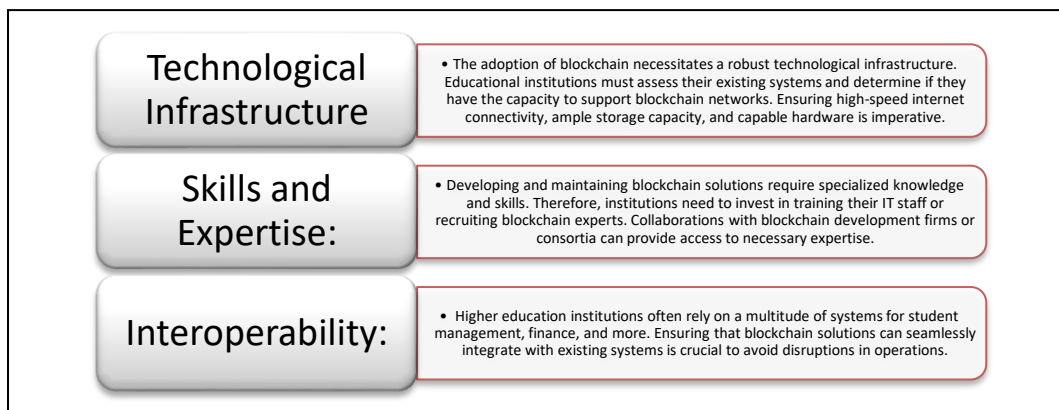 Technological
Infrastructure
• The adoption of blockchain necessitates a robust technological infrastructure.
Educational institutions must assess their existing systems and determine if they
have the capacity to support blockchain networks. Ensuring high-speed internet
connectivity, ample storage capacity, and capable hardware is imperative.
Skills and
Expertise:
• Developing and maintaining blockchain solutions require specialized knowledge
and skills. Therefore, institutions need to invest in training their IT staff or
recruiting blockchain experts. Collaborations with blockchain development firms or
consortia can provide access to necessary expertise.
Interoperability:
• Higher education institutions often rely on a multitude of systems for student
management, finance, and more. Ensuring that blockchain solutions can seamlessly
integrate with existing systems is crucial to avoid disruptions in operations.